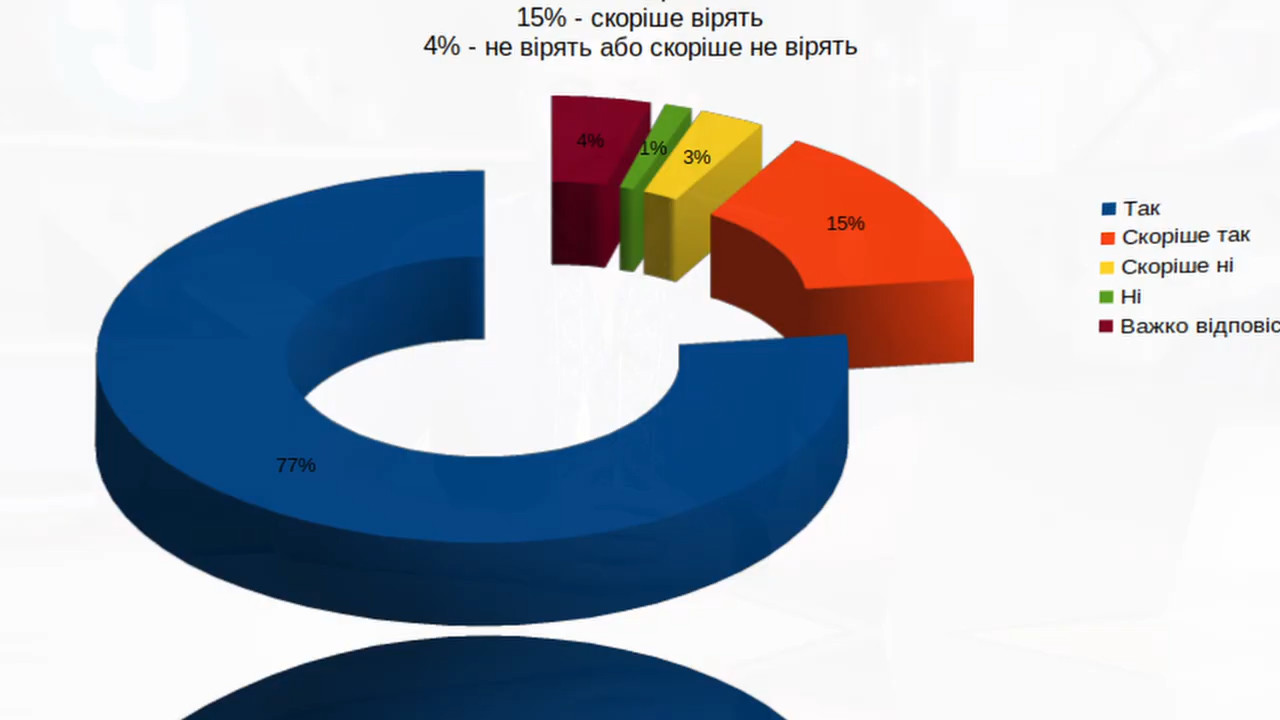 15% - скоріше вірять
4% - не вірять або скоріше не вірять
4%
1%
3%
15%
77%
Так
Скоріше так
Скоріше ні
Ні
Важко